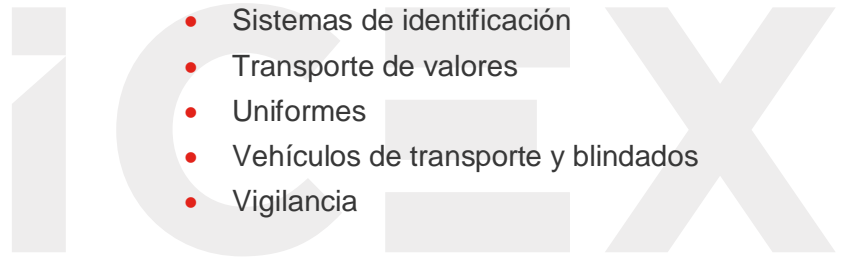 iCEX
• Sistemas de identificación
• Transporte de valores
• Uniformes
• Vehículos de transporte y blindados
• Vigilancia